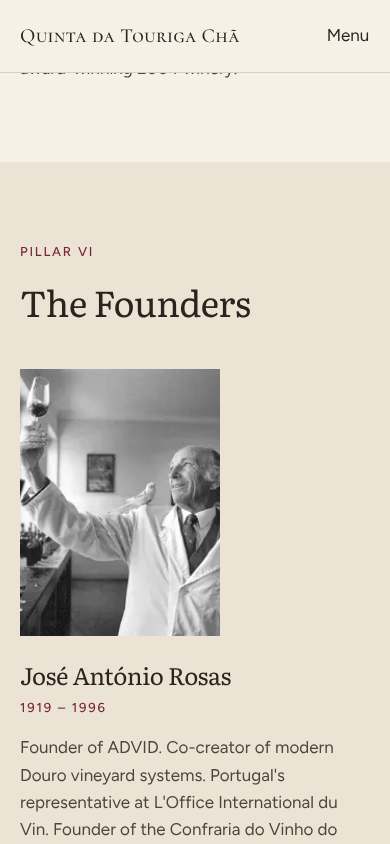 Quinta da Touriga Chã
Menu
PILLAR VI
The Founders
José António Rosas
1919 – 1996
Founder of ADVID. Co-creator of modern
Douro vineyard systems. Portugal's
representative at L'Office International du
Vin. Founder of the Confraria do Vinho do